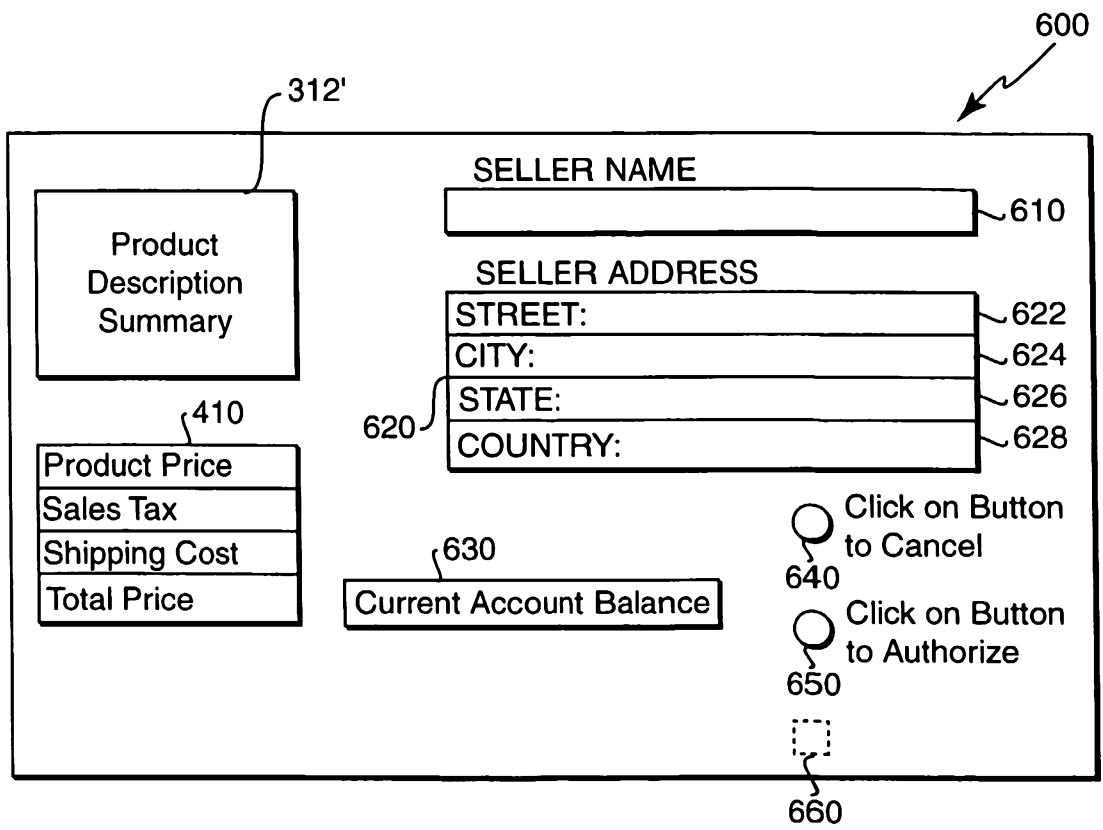 600
312'
Product
Description
Summary
SELLER NAME
610
SELLER ADDRESS
STREET:
622
CITY:
624
STATE:
626
COUNTRY:
628
620
410
Product Price
Sales Tax
Shipping Cost
Total Price
630
Current Account Balance
Click on Button
to Cancel
640
Click on Button
to Authorize
650
660